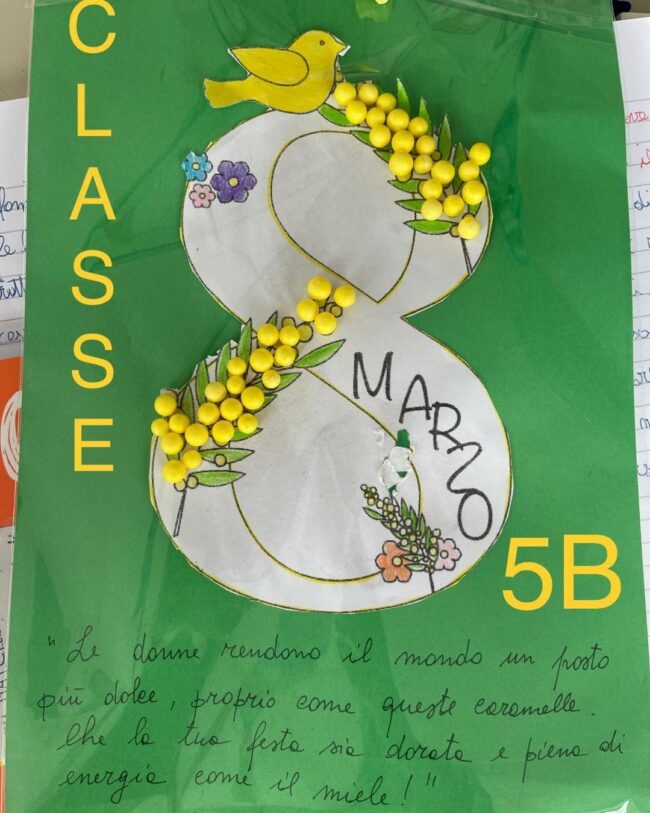 CLASSE
MARZO
5B
"Le donne rendono il mondo un posto
più dolce, proprio come queste caramelle.
Che la tua festa sia dorata e piena di
energia come il miele!"